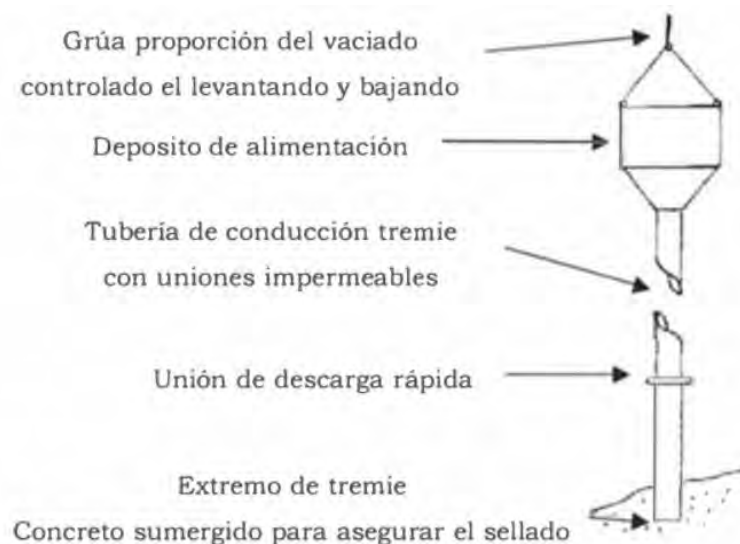 Grúa proporción del vaciado
controlado el levantando y bajando
Deposito de alimentación
Tubería de conducción tremie
con uniones impermeables
Unión de descarga rápida
Extremo de tremie
Concreto sumergido para asegurar el sellado